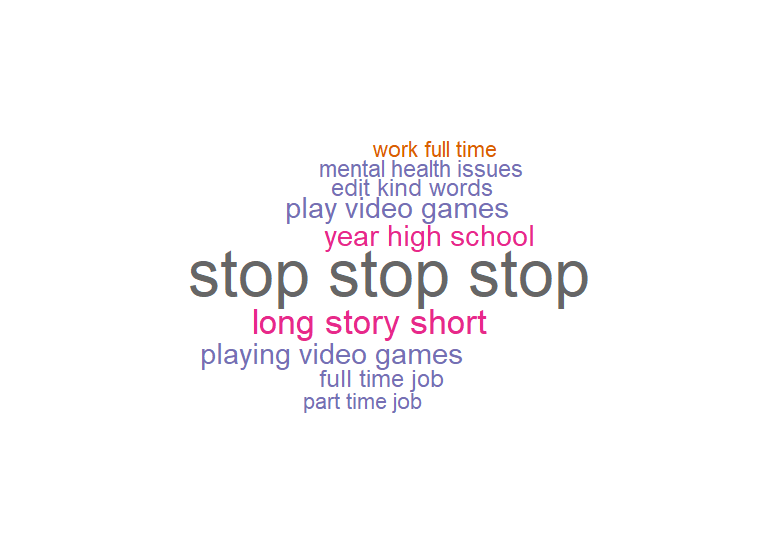 work full time
mental health issues
edit kind words
play video games
year high school
stop stop stop
long story short
playing video games
full time job
part time job